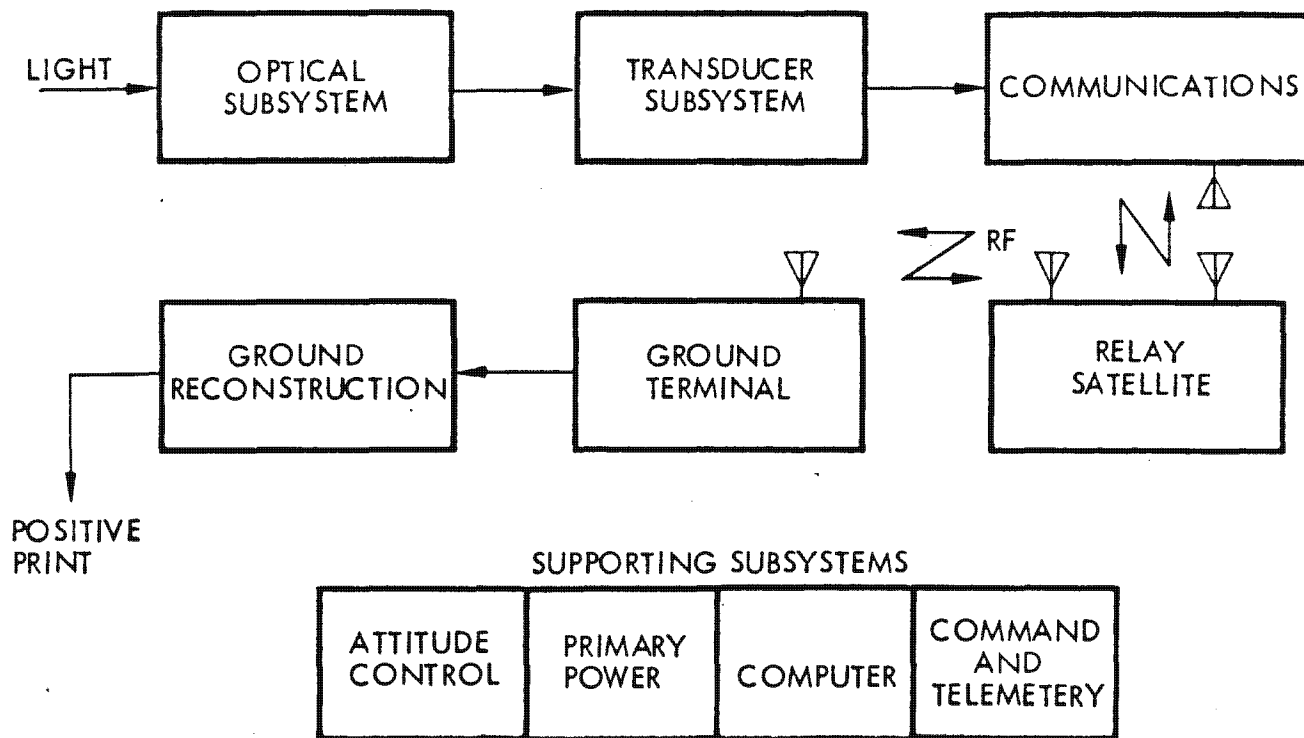 LIGHT
OPTICAL
SUBSYSTEM
TRANSDUCER
SUBSYSTEM
COMMUNICATIONS
RF
GROUND
RECONSTRUCTION
GROUND
TERMINAL
RELAY
SATELLITE
POSITIVE
PRINT
SUPPORTING SUBSYSTEMS
ATTITUDE
CONTROL
PRIMARY
POWER
COMPUTER
COMMAND
AND
TELEMETERY